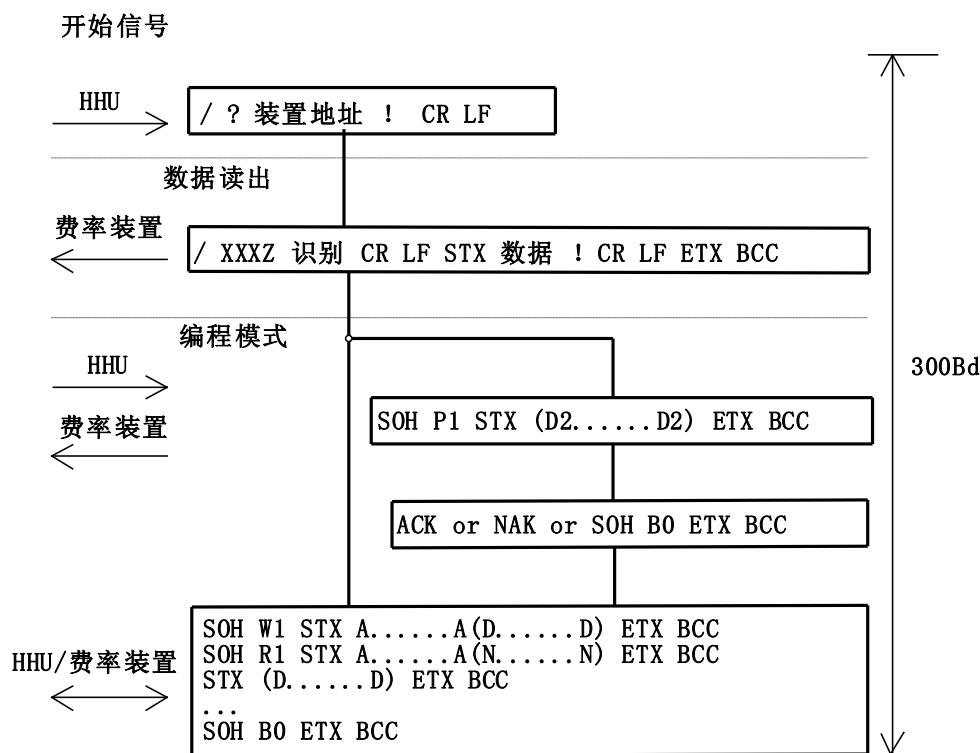 开始信号
HHU
/ ? 装置地址 ! CR LF
数据读出
费率装置
/ XXXZ 识别 CR LF STX 数据 ! CR LF ETX BCC
编程模式
HHU
300Bd
SOH P1 STX (D2......D2) ETX BCC
费率装置
ACK or NAK or SOH B0 ETX BCC
SOH W1 STX A......A(D......D) ETX BCC
SOH R1 STX A......A(N......N) ETX BCC
HHU/费率装置
STX (D......D) ETX BCC
...
SOH B0 ETX BCC